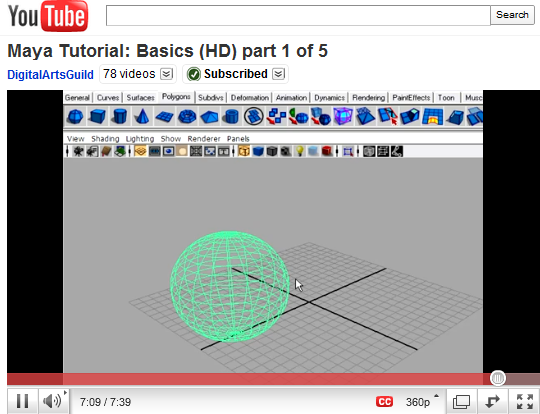 YouTube
Search
Maya Tutorial: Basics (HD) part 1 of 5
DigitalArtsGuild 78 videos Subscribed
General Curves Surfaces Polygons Subdivs Deformation Animation Dynamics Rendering PaintEffects Toon Musc
View Shading Lighting Show Renderer Panels
7:09 / 7:39 CC 360p